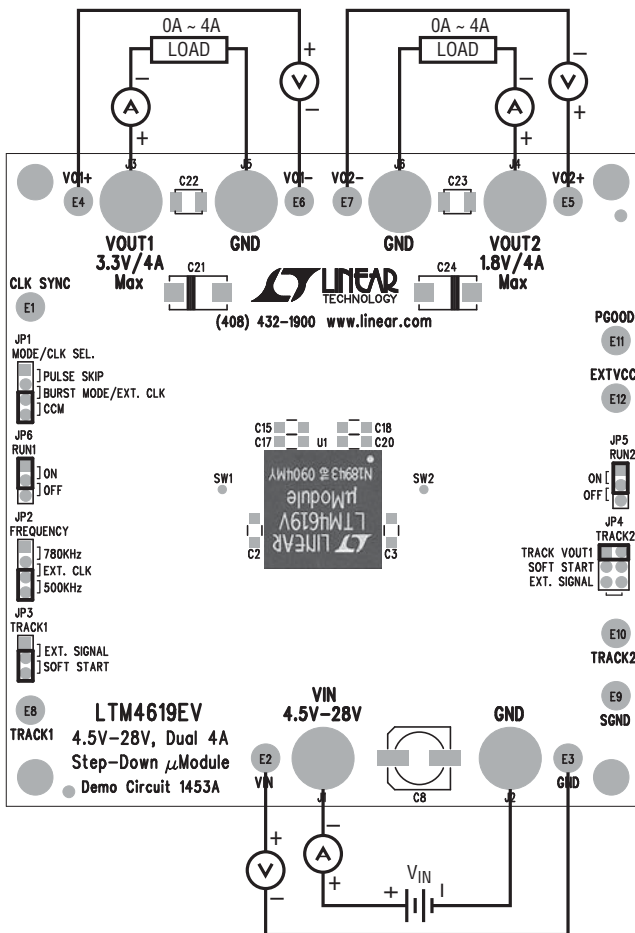 0A ~ 4A
LOAD
0A ~ 4A
LOAD
+
V
−
−
A
+
−
A
+
−
V
+
VO1+
J3
J5
VO1-
VO2-
J6
J4
VO2+
E4
C22
E6
E7
C23
E5
VOUT1
3.3V/4A
Max
GND
GND
VOUT2
1.8V/4A
Max
C21
C24
LT LINEAR
TECHNOLOGY
(408) 432-1900 www.linear.com
CLK SYNC
E1
JP1
MODE/CLK SEL.
PULSE SKIP
BURST MODE/EXT. CLK
CCM
JP6
RUN1
ON
OFF
JP2
FREQUENCY
780KHz
EXT. CLK
500KHz
JP3
TRACK1
EXT. SIGNAL
SOFT START
E8
TRACK1
C15
C17
U1
C18
C20
SW1
SW2
C2
C3
LT LINEAR
LTM4619V
µModule
PGOOD
E11
EXTVCC
E12
JP5
RUN2
ON
OFF
JP4
TRACK2
TRACK VOUT1
SOFT START
EXT. SIGNAL
E10
TRACK2
E9
SGND
LTM4619EV
4.5V-28V, Dual 4A
Step-Down µModule
Demo Circuit 1453A
VIN
4.5V-28V
GND
E2
VIN
J1
C8
J2
E3
GND
+
V
−
−
A
+
+
VIN